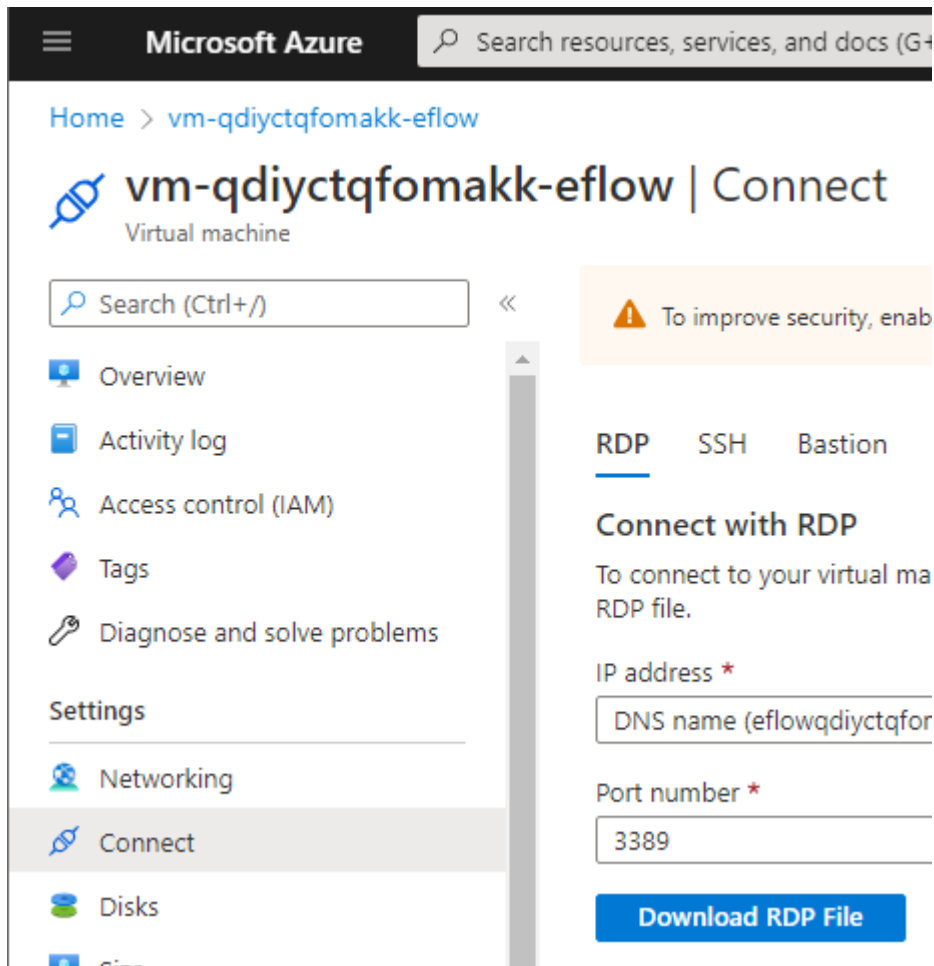 Microsoft Azure
Search resources, services, and docs (G+
Home > vm-qdiyctqfomakk-eflow
vm-qdiyctqfomakk-eflow | Connect
Virtual machine
Search (Ctrl+/)
«
Overview
Activity log
Access control (IAM)
Tags
Diagnose and solve problems
Settings
Networking
Connect
Disks
Size
To improve security, enab
RDP SSH Bastion
Connect with RDP
To connect to your virtual ma
RDP file.
IP address *
DNS name (eflowqdiyctqfo
Port number *
3389
Download RDP File